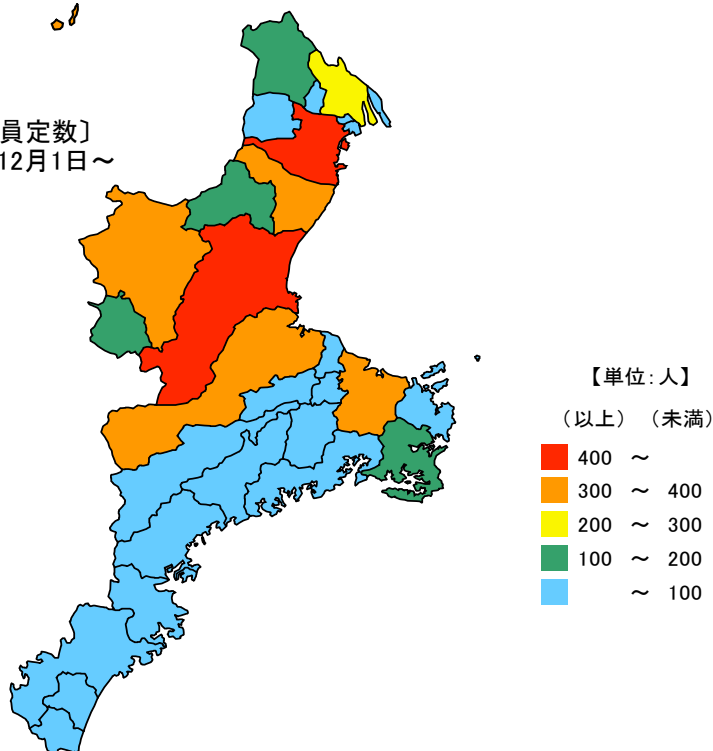 員定数〕
12月1日～
【単位：人】
（以上）（未満）
400 ～
300 ～ 400
200 ～ 300
100 ～ 200
～ 100